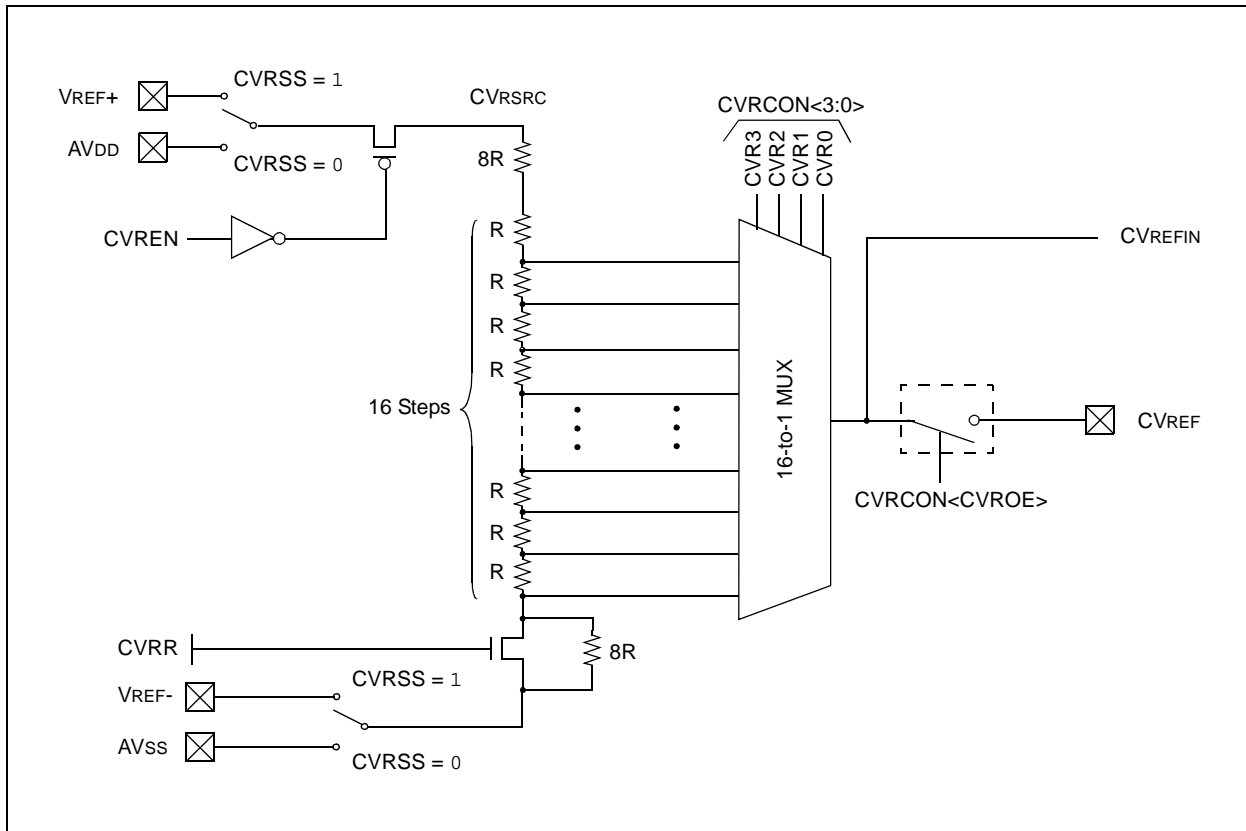 CVRSS = 1
VREF+
CVRSRC
CVRCON<3:0>
AVDD
CVRSS = 0
8R
CVR3
CVR2
CVR1
CVR0
CVREN
R
CVREFIN
R
R
R
16 Steps
16-to-1 MUX
CVREF
R
CVRCON<CVROE>
R
R
CVRR
8R
CVRSS = 1
VREF-
AVSS
CVRSS = 0